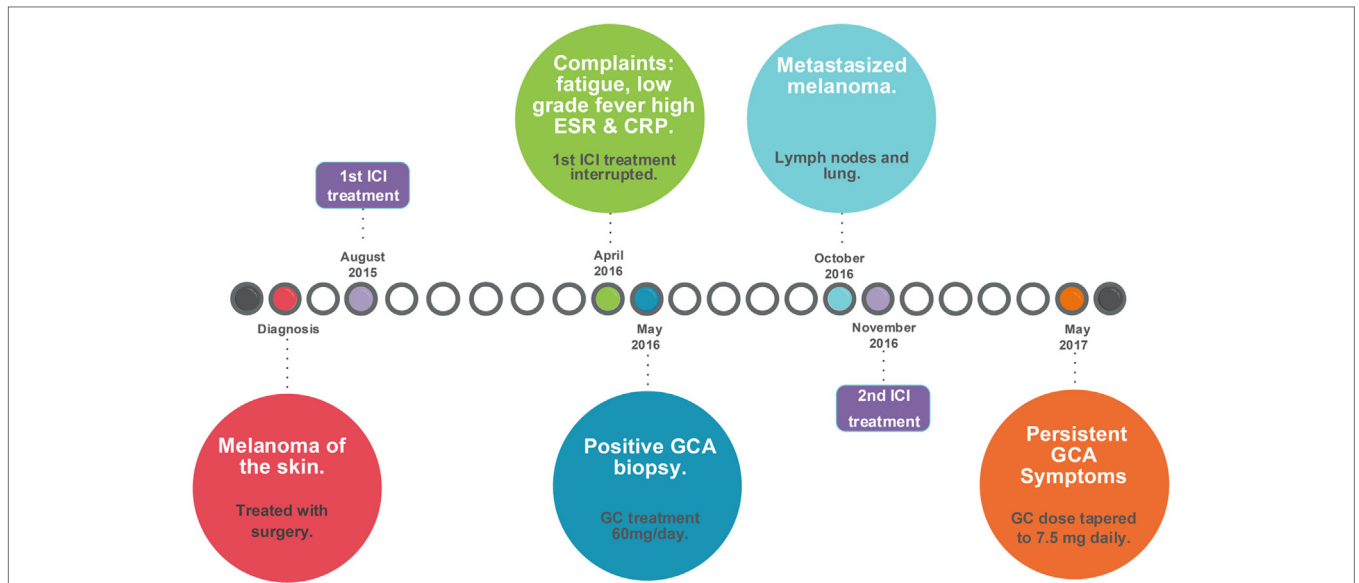 Complaints:
fatigue, low
grade fever high
ESR & CRP.
1st ICI treatment
interrupted.
Metastasized
melanoma.
Lymph nodes and
lung.
1st ICI
treatment
August
2015
April
2016
October
2016
Diagnosis
May
2016
November
2016
May
2017
2nd ICI
treatment
Melanoma of
the skin.
Treated with
surgery.
Positive GCA
biopsy.
GC treatment
60mg/day.
Persistent
GCA
Symptoms
GC dose tapered
to 7.5 mg daily.